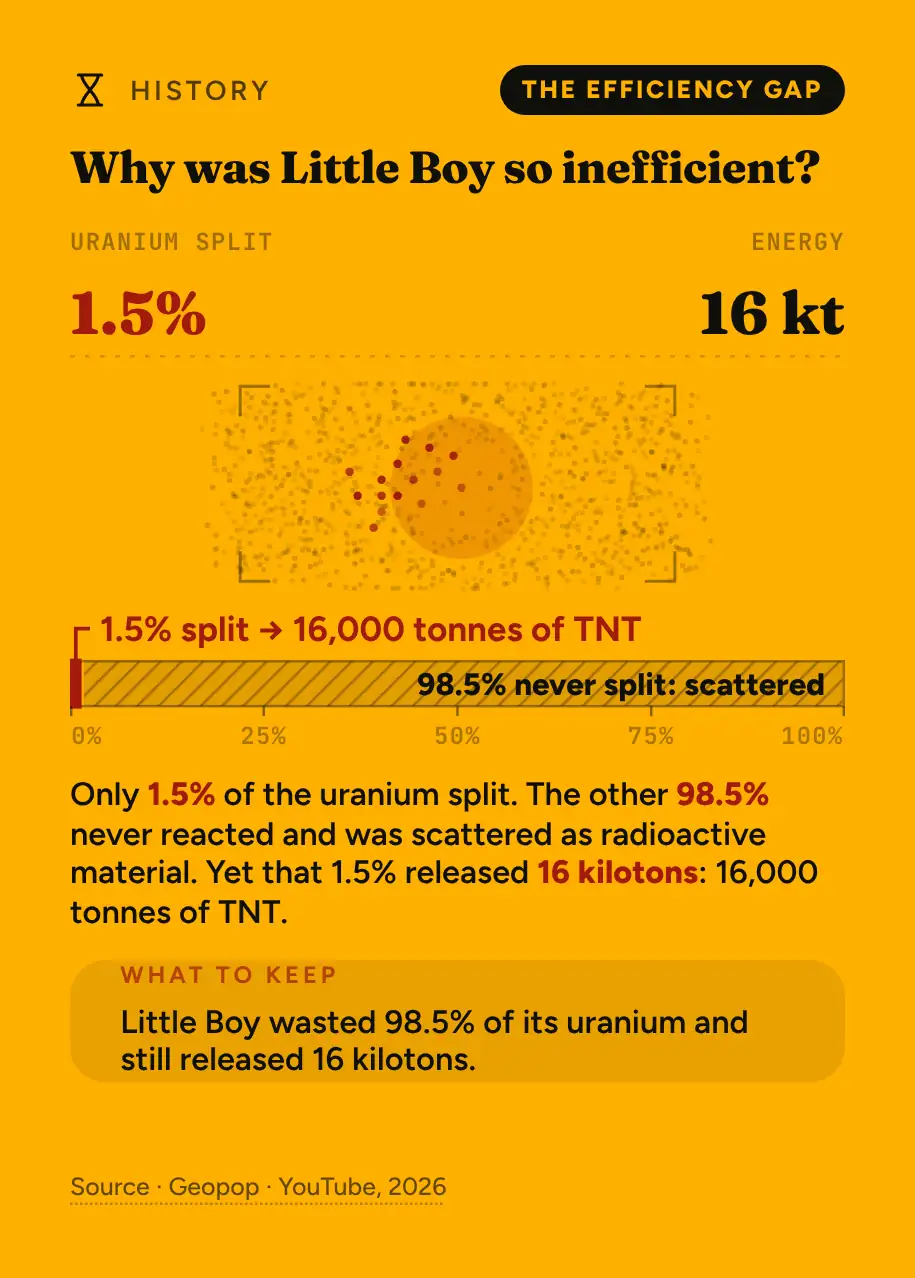 HISTORY
THE EFFICIENCY GAP
Why was Little Boy so inefficient?
URANIUM SPLIT
ENERGY
1.5%
16 kt
1.5% split → 16,000 tonnes of TNT
98.5% never split: scattered
0% 25% 50% 75% 100%
Only 1.5% of the uranium split. The other 98.5%
never reacted and was scattered as radioactive
material. Yet that 1.5% released 16 kilotons: 16,000
tonnes of TNT.
WHAT TO KEEP
Little Boy wasted 98.5% of its uranium and
still released 16 kilotons.
Source · Geopop · YouTube, 2026